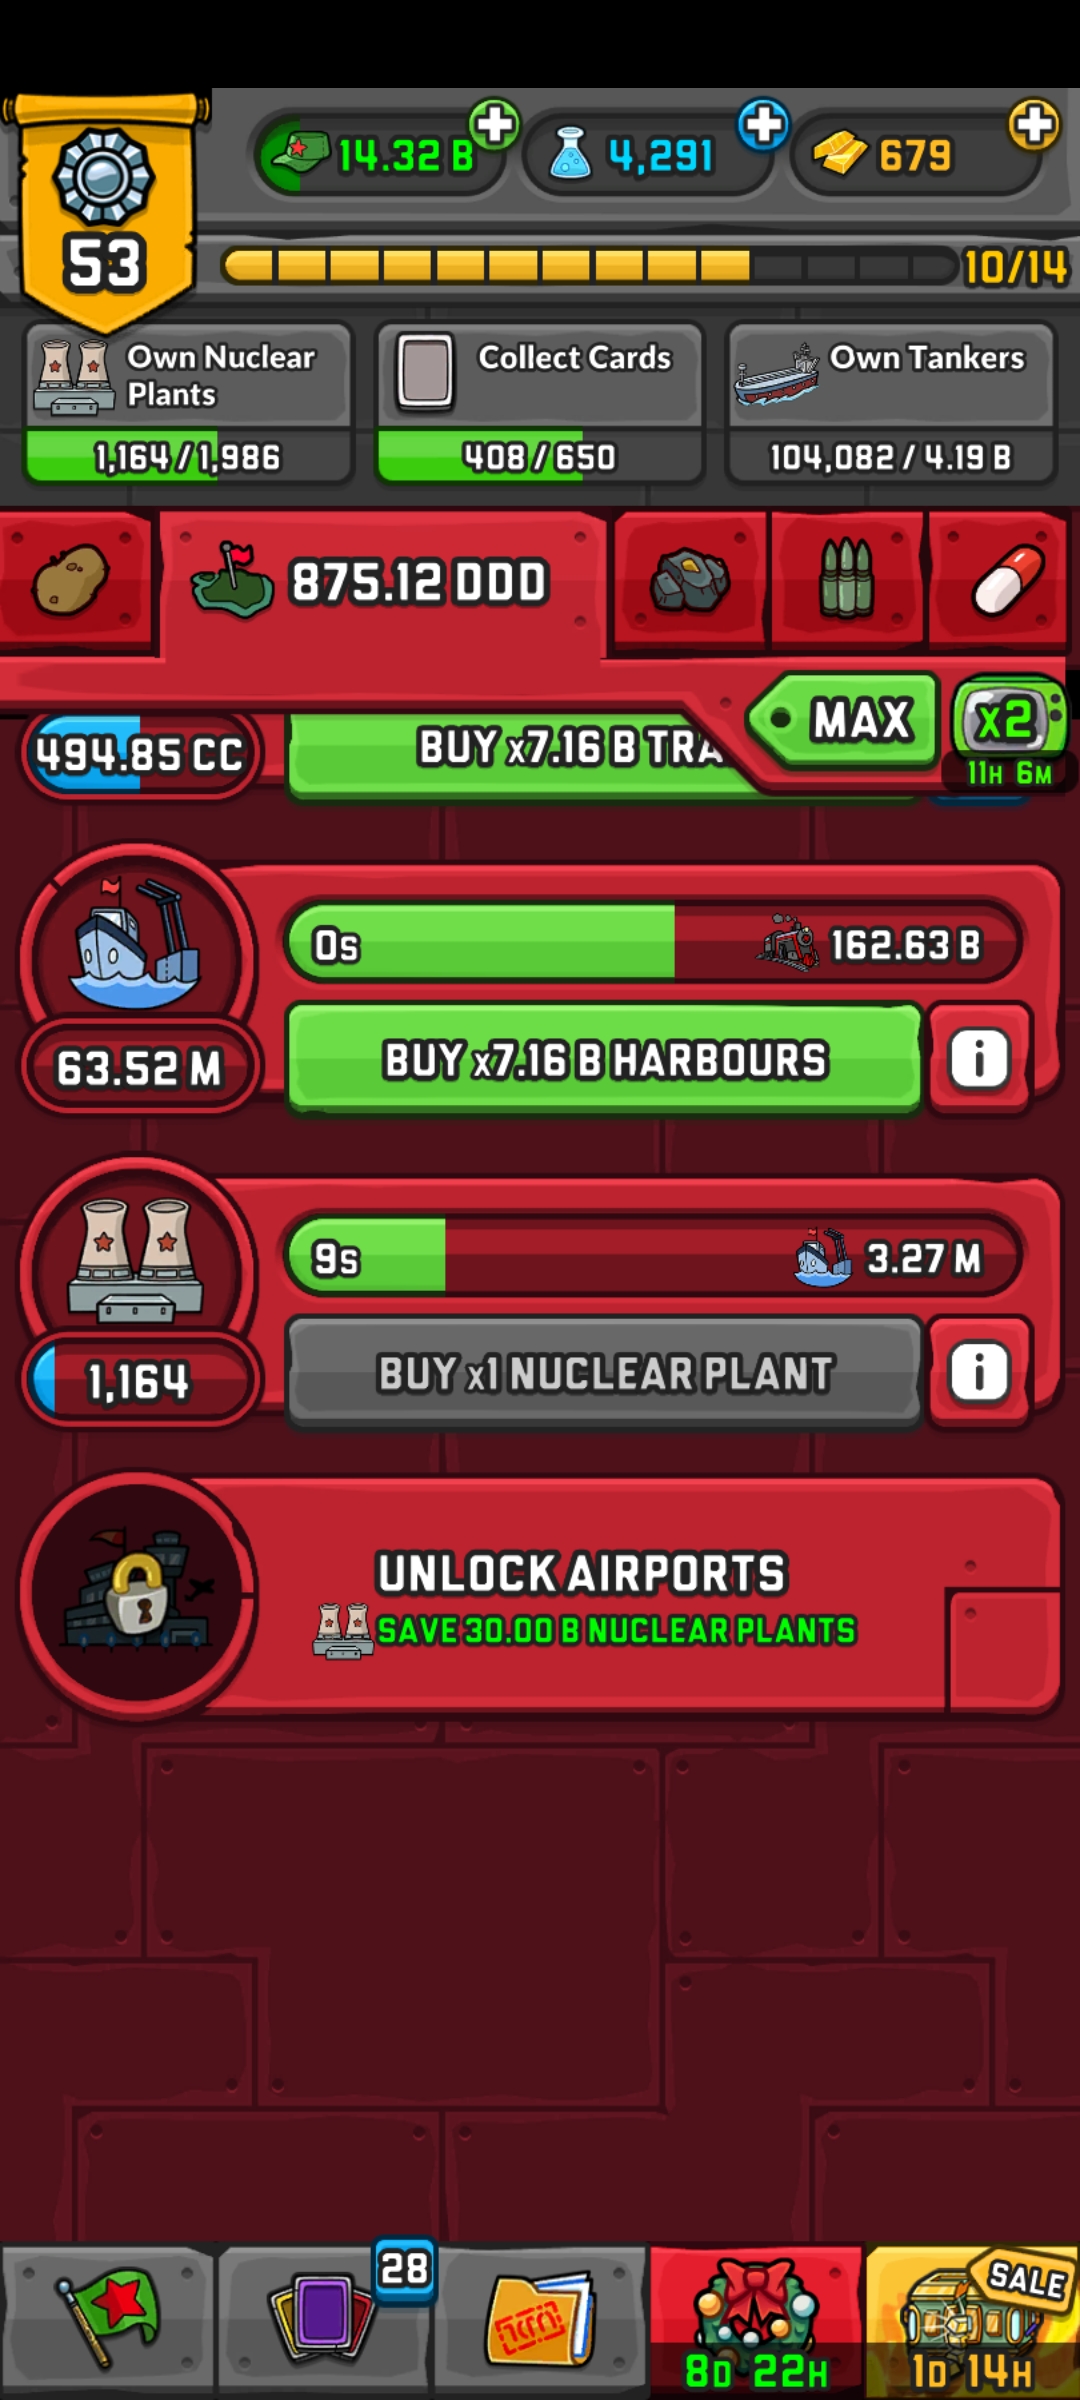 14.32 B
4,291
679
53
10/14
Own Nuclear
Plants
1,164 / 1,986
Collect Cards
408 / 650
Own Tankers
104,082 / 4.19 B
875.12 DDD
MAX
x2
11H 6M
494.85 CC
BUY x7.16 B TRA
0s
162.63 B
63.52 M
BUY x7.16 B HARBOURS
i
9s
3.27 M
1,164
BUY x1 NUCLEAR PLANT
i
UNLOCK AIRPORTS
SAVE 30.00 B NUCLEAR PLANTS
28
SALE
8D 22H
1D 14H